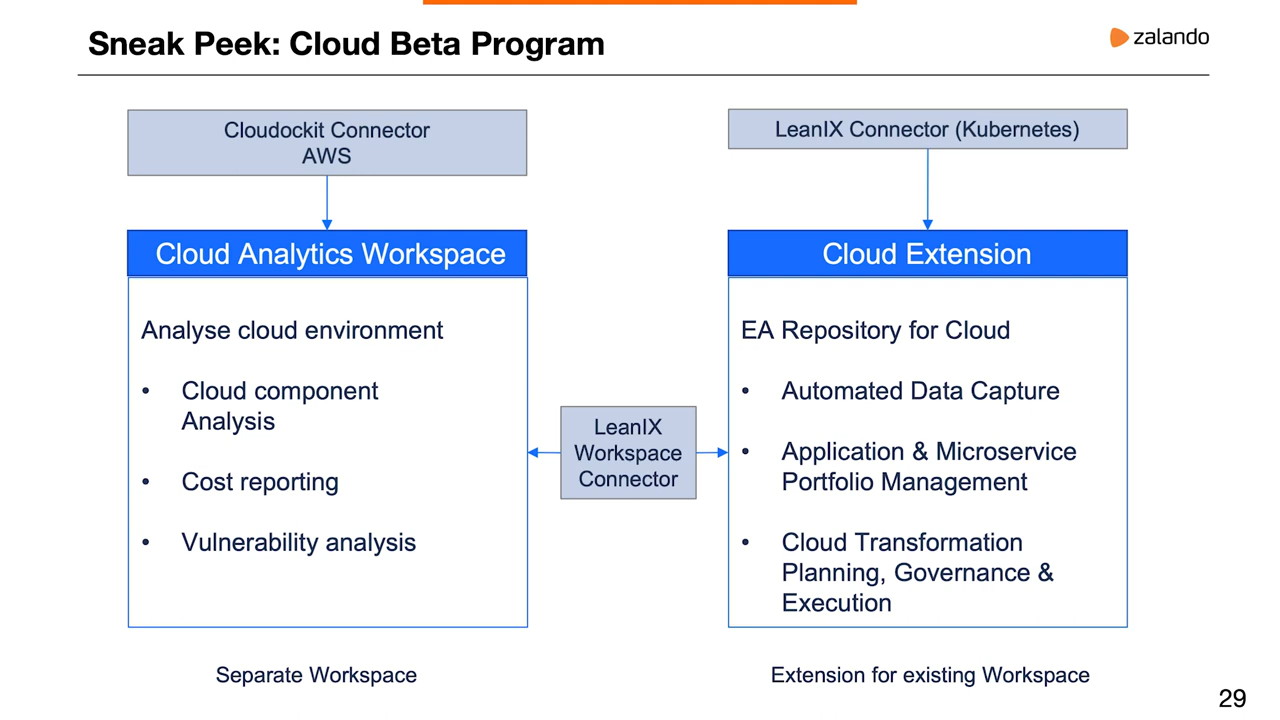 Sneak Peek: Cloud Beta Program
zalando
Cloudockit Connector
AWS
LeanIX Connector (Kubernetes)
Cloud Analytics Workspace
Cloud Extension
Analyse cloud environment
• Cloud component
Analysis
• Cost reporting
• Vulnerability analysis
LeanIX
Workspace
Connector
EA Repository for Cloud
• Automated Data Capture
• Application & Microservice
Portfolio Management
• Cloud Transformation
Planning, Governance &
Execution
Separate Workspace
Extension for existing Workspace
29